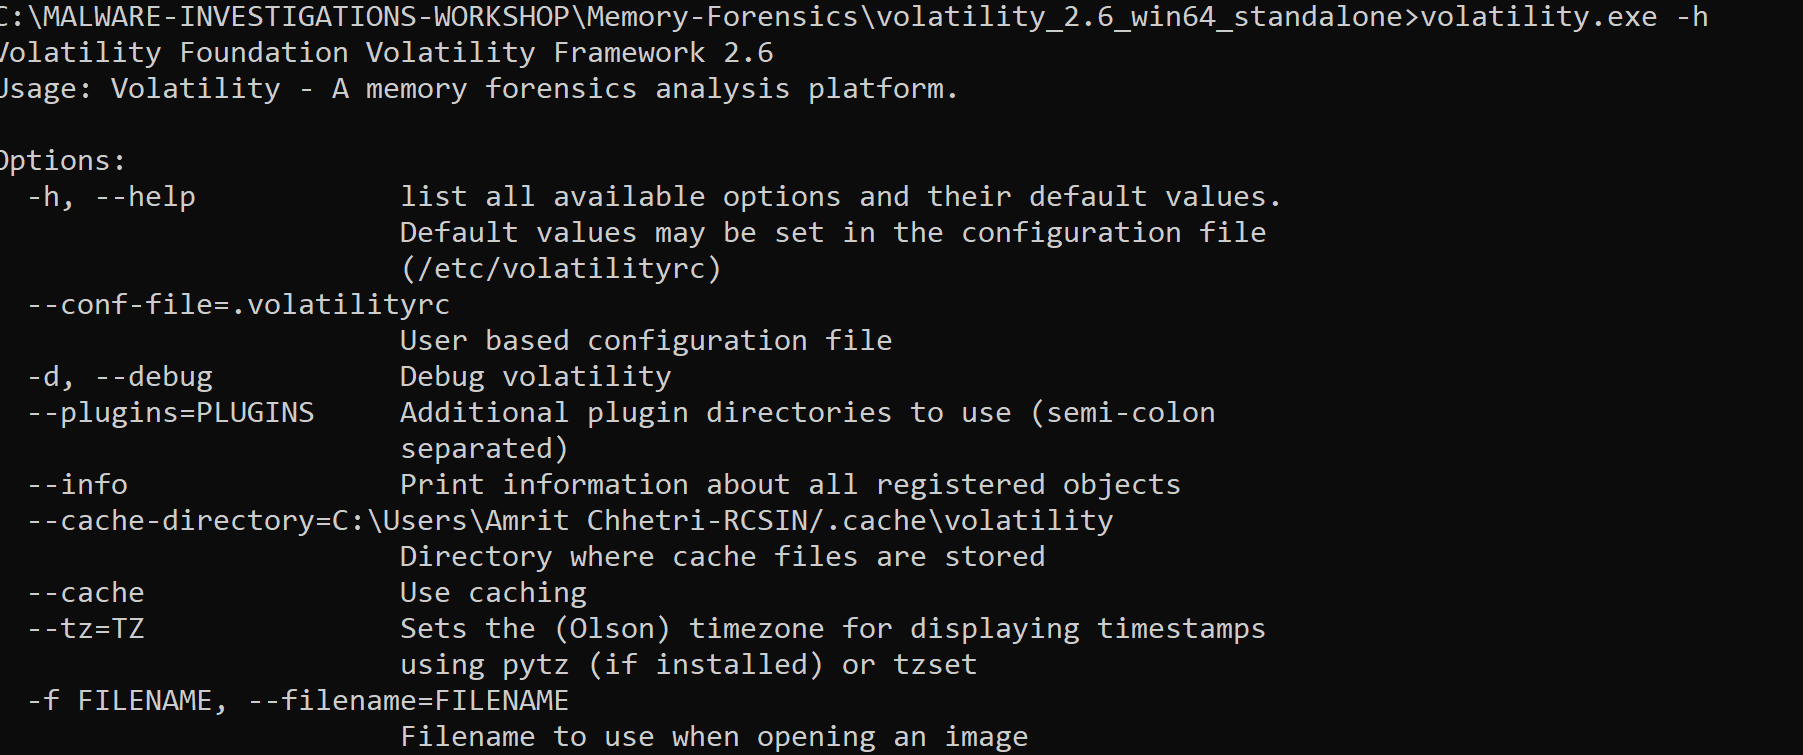 C:\MALWARE-INVESTIGATIONS-WORKSHOP\Memory-Forensics\volatility_2.6_win64_standalone>volatility.exe -h
Volatility Foundation Volatility Framework 2.6
Usage: Volatility - A memory forensics analysis platform.

Options:
  -h, --help            list all available options and their default values.
                        Default values may be set in the configuration file
                        (/etc/volatilityrc)
  --conf-file=.volatilityrc
                        User based configuration file
  -d, --debug           Debug volatility
  --plugins=PLUGINS     Additional plugin directories to use (semi-colon
                        separated)
  --info                Print information about all registered objects
  --cache-directory=C:\Users\Amrit Chhetri-RCSIN/.cache\volatility
                        Directory where cache files are stored
  --cache               Use caching
  --tz=TZ               Sets the (Olson) timezone for displaying timestamps
                        using pytz (if installed) or tzset
  -f FILENAME, --filename=FILENAME
                        Filename to use when opening an image